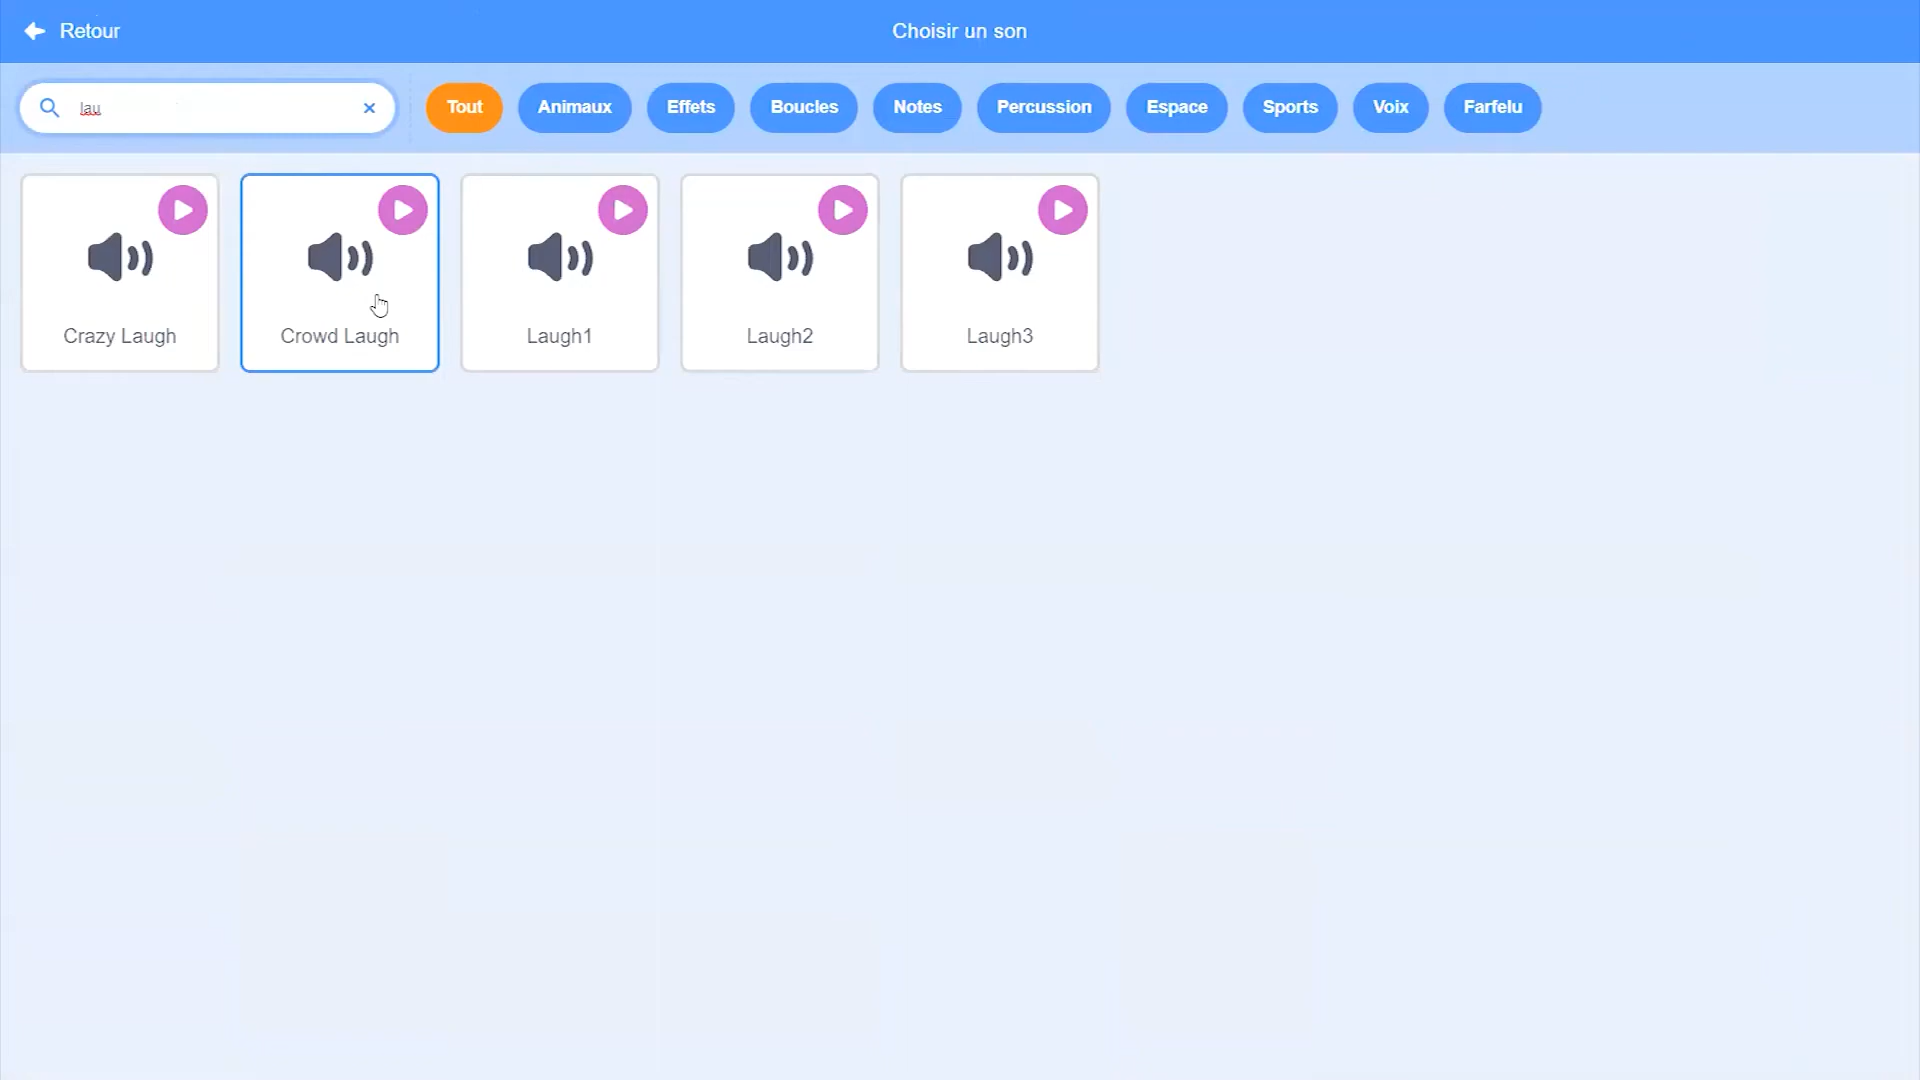 Retour
Choisir un son
lau
Tout
Animaux
Effets
Boucles
Notes
Percussion
Espace
Sports
Voix
Farfelu
Crazy Laugh
Crowd Laugh
Laugh1
Laugh2
Laugh3